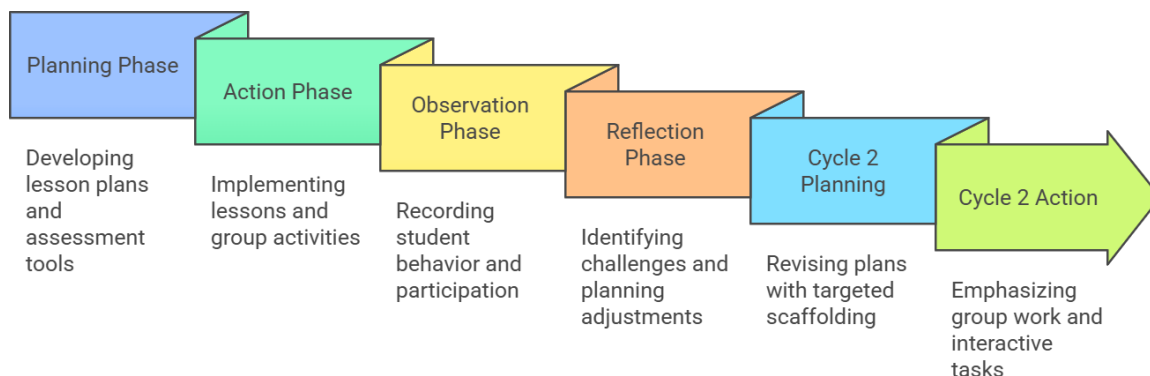 Planning Phase
Developing
lesson plans
and
assessment
tools
Action Phase
Implementing
lessons and
group activities
Observation
Phase
Recording
student
behavior and
participation
Reflection
Phase
Identifying
challenges and
planning
adjustments
Cycle 2
Planning
Revising plans
with targeted
scaffolding
Cycle 2 Action
Emphasizing
group work and
interactive
tasks